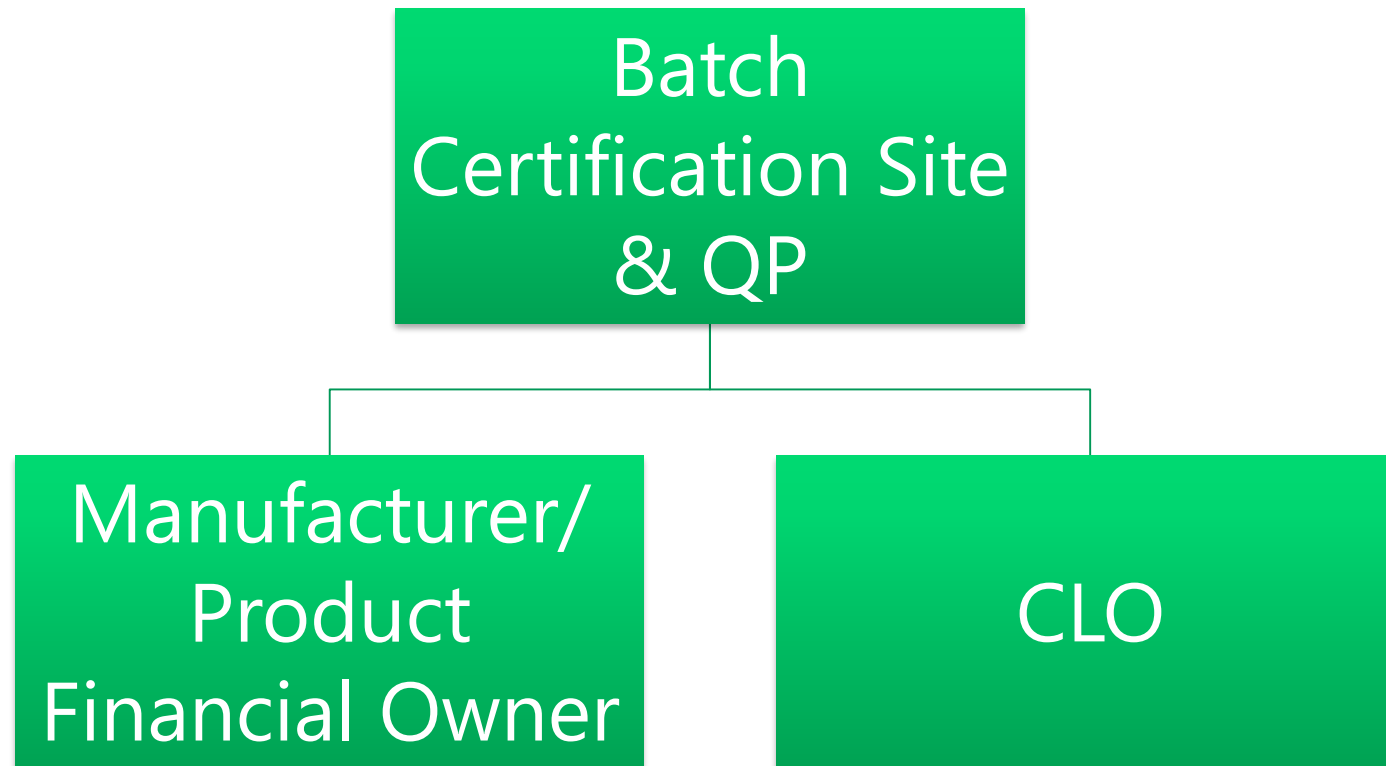 Batch
Certification Site
& QP
Manufacturer/
Product
Financial Owner
CLO